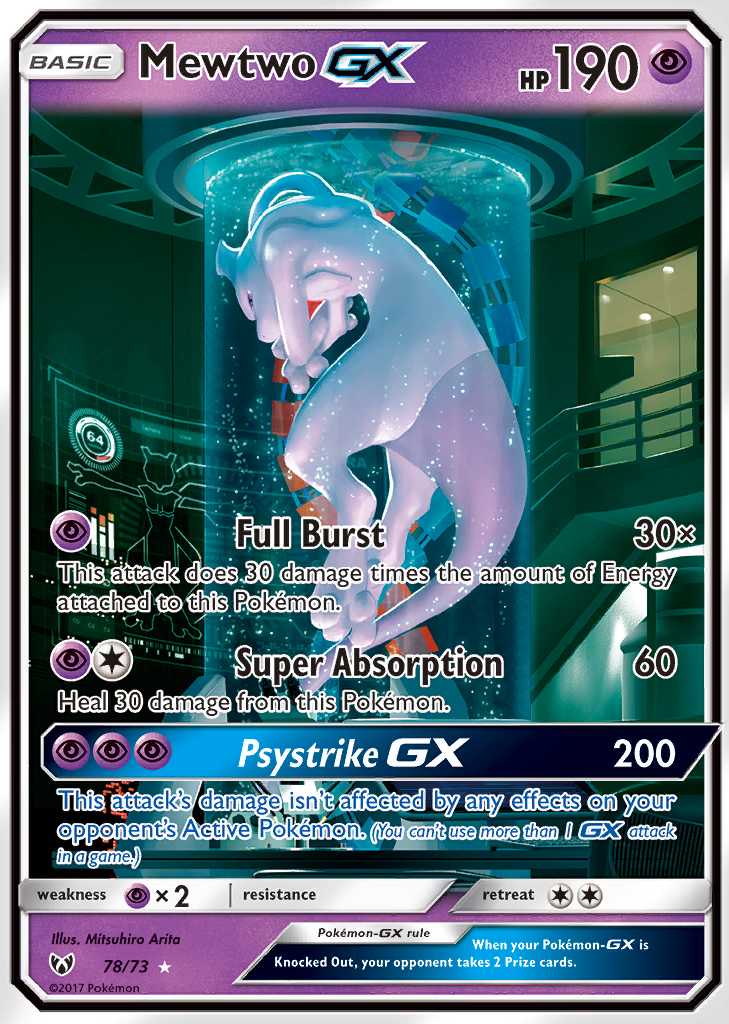 BASIC Mewtwo GX HP 190
64
Full Burst 30×
This attack does 30 damage times the amount of Energy
attached to this Pokémon.
Super Absorption 60
Heal 30 damage from this Pokémon.
Psystrike GX 200
This attack's damage isn't affected by any effects on your
opponent's Active Pokémon. (You can't use more than 1 GX attack
in a game.)
weakness ×2 resistance retreat
Illus. Mitsuhiro Arita
78/73
©2017 Pokémon
Pokémon-GX rule
When your Pokémon-GX is
Knocked Out, your opponent takes 2 Prize cards.